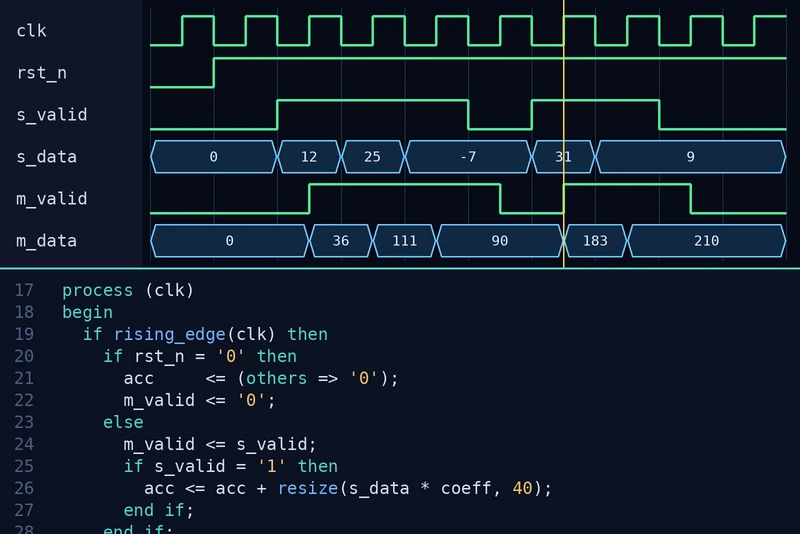 clk
rst_n
s_valid
s_data 0 12 25 -7 31 9
m_valid
m_data 0 36 111 90 183 210
17 process (clk)
18 begin
19 if rising_edge(clk) then
20 if rst_n = '0' then
21 acc <= (others => '0');
22 m_valid <= '0';
23 else
24 m_valid <= s_valid;
25 if s_valid = '1' then
26 acc <= acc + resize(s_data * coeff, 40);
27 end if;
28 end if;